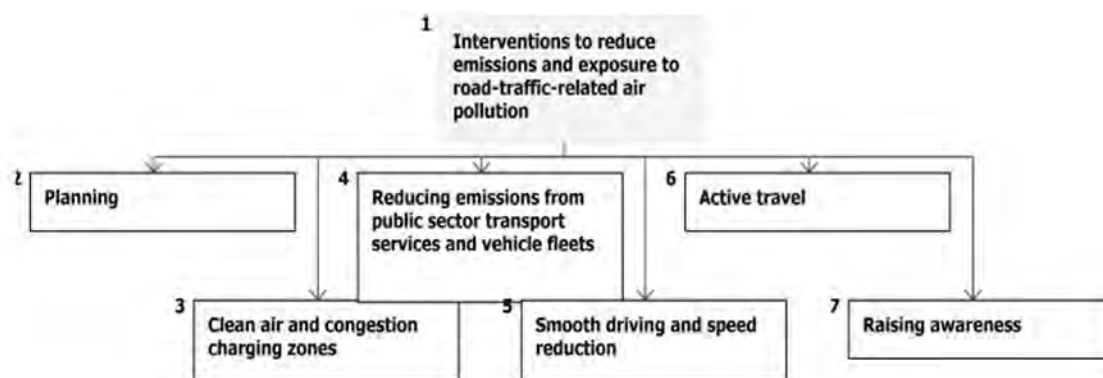 1
Interventions to reduce
emissions and exposure to
road-traffic-related air
pollution
2
Planning
4
Reducing emissions from
public sector transport
services and vehicle fleets
6
Active travel
3
Clean air and congestion
charging zones
5
Smooth driving and speed
reduction
7
Raising awareness